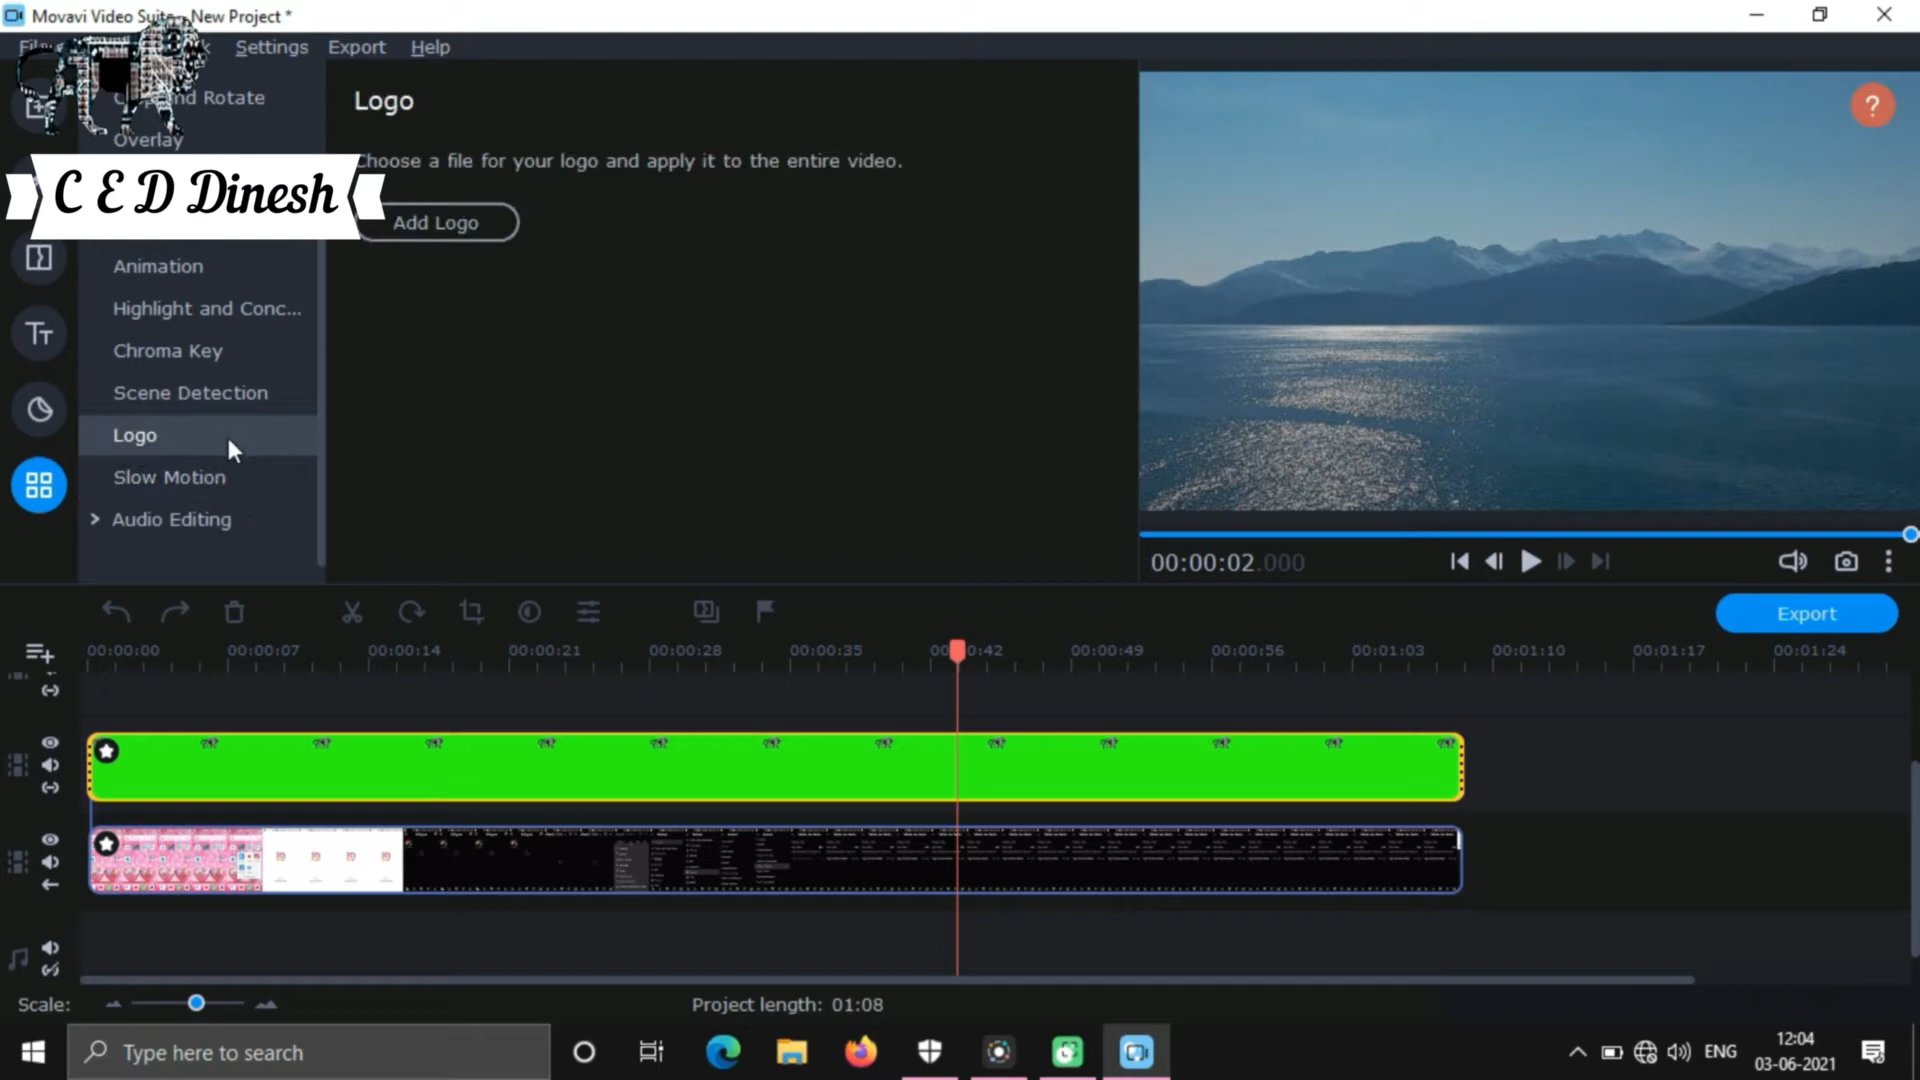 Movavi Video Suite - New Project *
Settings Export Help
Crop and Rotate
Overlay
C E D Dinesh
Animation
Highlight and Conc...
Chroma Key
Scene Detection
Logo
Slow Motion
Audio Editing
Logo
Choose a file for your logo and apply it to the entire video.
Add Logo
?
00:00:02.000
Export
00:00:00 00:00:07 00:00:14 00:00:21 00:00:28 00:00:35 00:00:42 00:00:49 00:00:56 00:01:03 00:01:10 00:01:17 00:01:24
Scale:
Project length: 01:08
Type here to search
ENG
12:04
03-06-2021